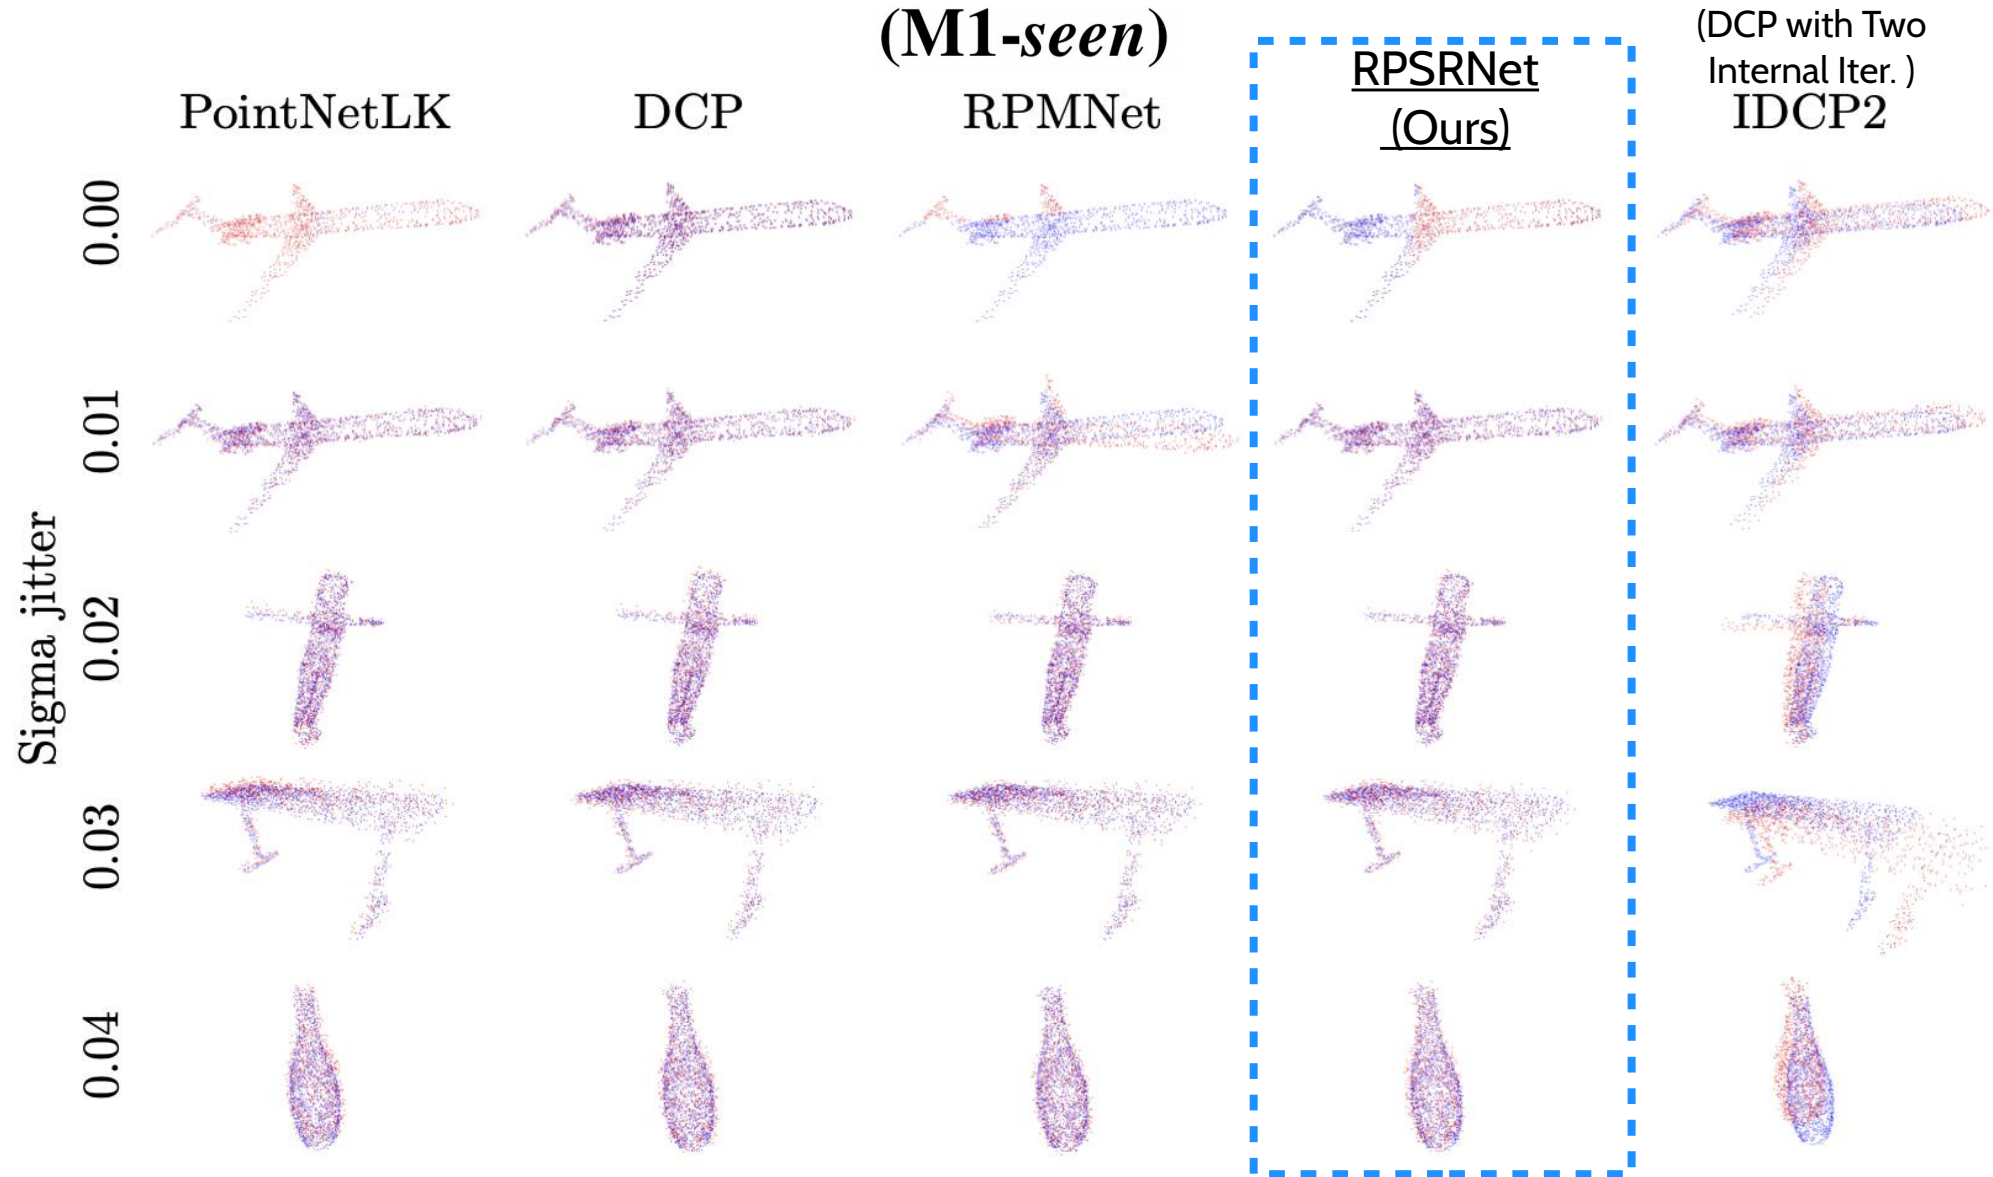 (M1-seen)
(DCP with Two
Internal Iter. )
PointNetLK
DCP
RPMNet
RPSRNet
(Ours)
IDCP2
Sigma jitter
0.00
0.01
0.02
0.03
0.04